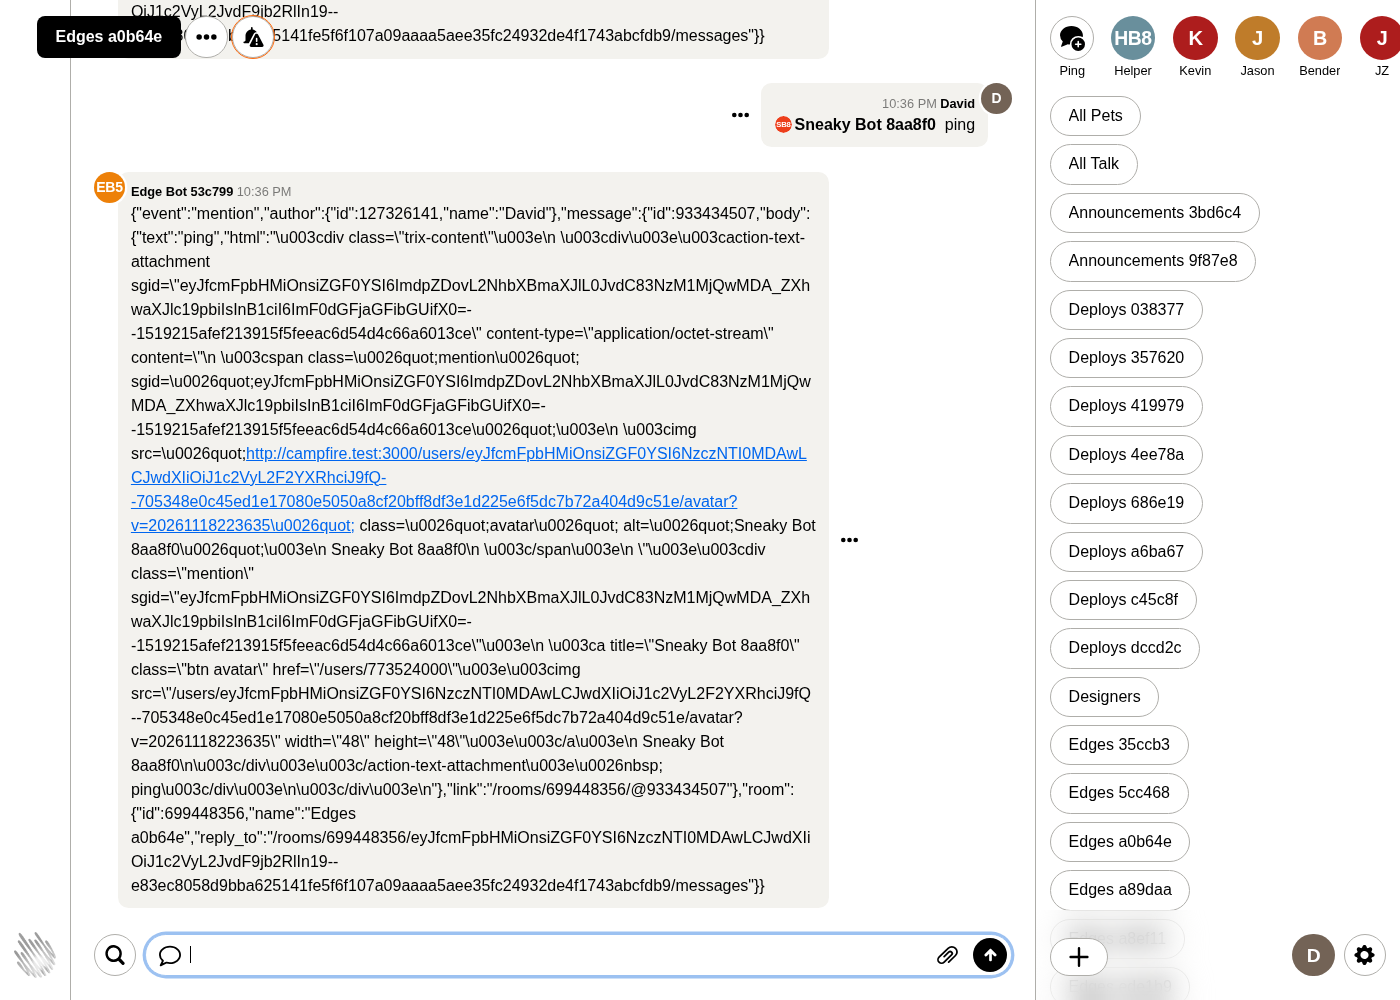 OiJ1c2VyL2JvdF9jb2RlIn19--
5141fe5f6f107a09aaaa5aee35fc24932de4f1743abcfdb9/messages"}}
Edges a0b64e
10:36 PM David
D
SB8 Sneaky Bot 8aa8f0 ping
EB5
Edge Bot 53c799 10:36 PM
{"event":"mention","author":{"id":127326141,"name":"David"},"message":{"id":933434507,"body":
{"text":"ping","html":"\u003cdiv class=\"trix-content\"\u003e\n \u003cdiv\u003e\u003caction-text-
attachment
sgid=\"eyJfcmFpbHMiOnsiZGF0YSI6ImdpZDovL2NhbXBmaXJlL0JvdC83NzM1MjQwMDA_ZXh
waXJlc19pbiIsInB1ciI6ImF0dGFjaGFibGUifX0=-
-1519215afef213915f5feeac6d54d4c66a6013ce\" content-type=\"application/octet-stream\"
content=\"\n \u003cspan class=\u0026quot;mention\u0026quot;
sgid=\u0026quot;eyJfcmFpbHMiOnsiZGF0YSI6ImdpZDovL2NhbXBmaXJlL0JvdC83NzM1MjQw
MDA_ZXhwaXJlc19pbiIsInB1ciI6ImF0dGFjaGFibGUifX0=-
-1519215afef213915f5feeac6d54d4c66a6013ce\u0026quot;\u003e\n \u003cimg
src=\u0026quot;http://campfire.test:3000/users/eyJfcmFpbHMiOnsiZGF0YSI6NzczNTI0MDAwL
CJwdXIiOiJ1c2VyL2F2YXRhciJ9fQ-
-705348e0c45ed1e17080e5050a8cf20bff8df3e1d225e6f5dc7b72a404d9c51e/avatar?
v=20261118223635\u0026quot; class=\u0026quot;avatar\u0026quot; alt=\u0026quot;Sneaky Bot
8aa8f0\u0026quot;\u003e\n Sneaky Bot 8aa8f0\n \u003c/span\u003e\n \"\u003e\u003cdiv
class=\"mention\"
sgid=\"eyJfcmFpbHMiOnsiZGF0YSI6ImdpZDovL2NhbXBmaXJlL0JvdC83NzM1MjQwMDA_ZXh
waXJlc19pbiIsInB1ciI6ImF0dGFjaGFibGUifX0=-
-1519215afef213915f5feeac6d54d4c66a6013ce\"\u003e\n \u003ca title=\"Sneaky Bot 8aa8f0\"
class=\"btn avatar\" href=\"/users/773524000\"\u003e\u003cimg
src=\"/users/eyJfcmFpbHMiOnsiZGF0YSI6NzczNTI0MDAwLCJwdXIiOiJ1c2VyL2F2YXRhciJ9fQ
--705348e0c45ed1e17080e5050a8cf20bff8df3e1d225e6f5dc7b72a404d9c51e/avatar?
v=20261118223635\" width=\"48\" height=\"48\"\u003e\u003c/a\u003e\n Sneaky Bot
8aa8f0\n\u003c/div\u003e\u003c/action-text-attachment\u003e\u0026nbsp;
ping\u003c/div\u003e\n\u003c/div\u003e\n"},"link":"/rooms/699448356/@933434507"},"room":
{"id":699448356,"name":"Edges
a0b64e","reply_to":"/rooms/699448356/eyJfcmFpbHMiOnsiZGF0YSI6NzczNTI0MDAwLCJwdXIi
OiJ1c2VyL2JvdF9jb2RlIn19--
e83ec8058d9bba625141fe5f6f107a09aaaa5aee35fc24932de4f1743abcfdb9/messages"}}
HB8 K J B J
Ping Helper Kevin Jason Bender JZ
All Pets
All Talk
Announcements 3bd6c4
Announcements 9f87e8
Deploys 038377
Deploys 357620
Deploys 419979
Deploys 4ee78a
Deploys 686e19
Deploys a6ba67
Deploys c45c8f
Deploys dccd2c
Designers
Edges 35ccb3
Edges 5cc468
Edges a0b64e
Edges a89daa
Edges
Edges
D